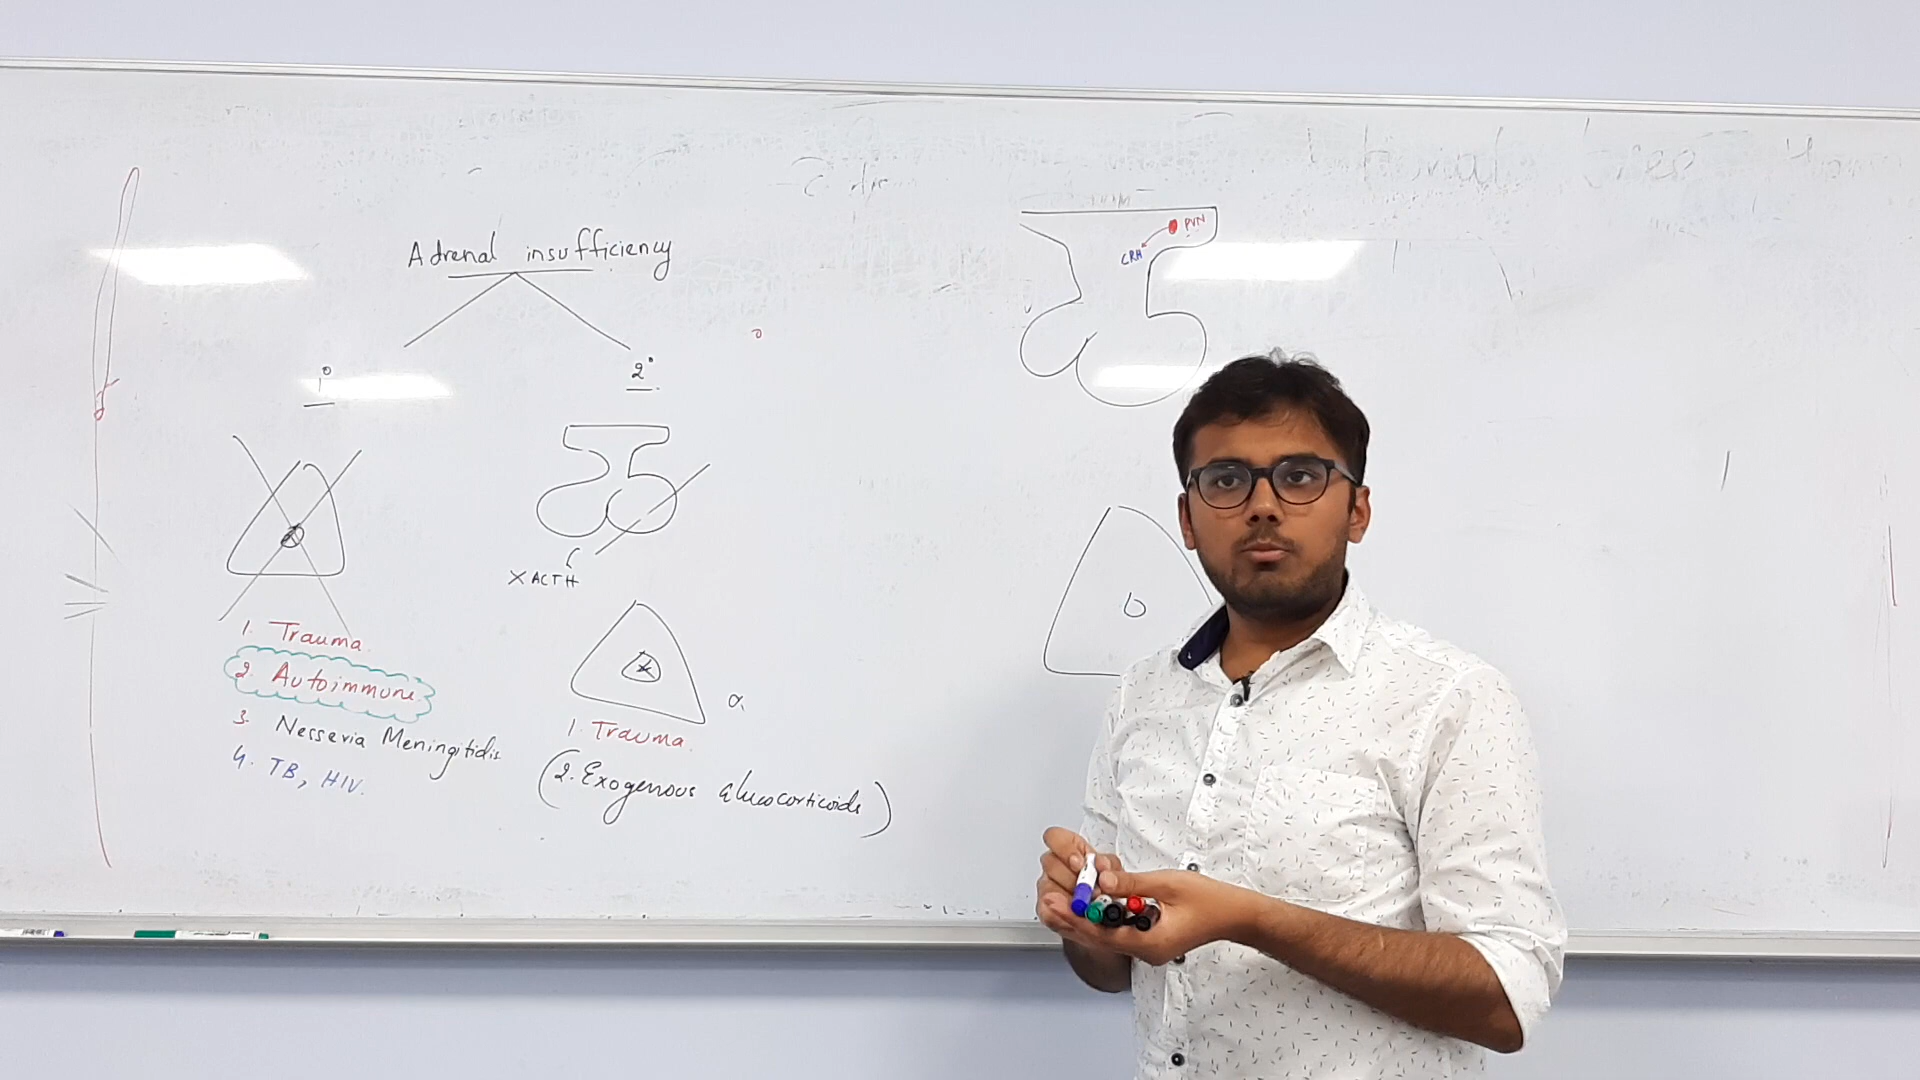 Adrenal insufficiency
1°
2°
X ACTH
1. Trauma.
2. Autoimmune.
3. Nesseria Meningitidis
4. TB, HIV.
1. Trauma.
(2. Exogenous Glucocorticoids)
PVN
CRH